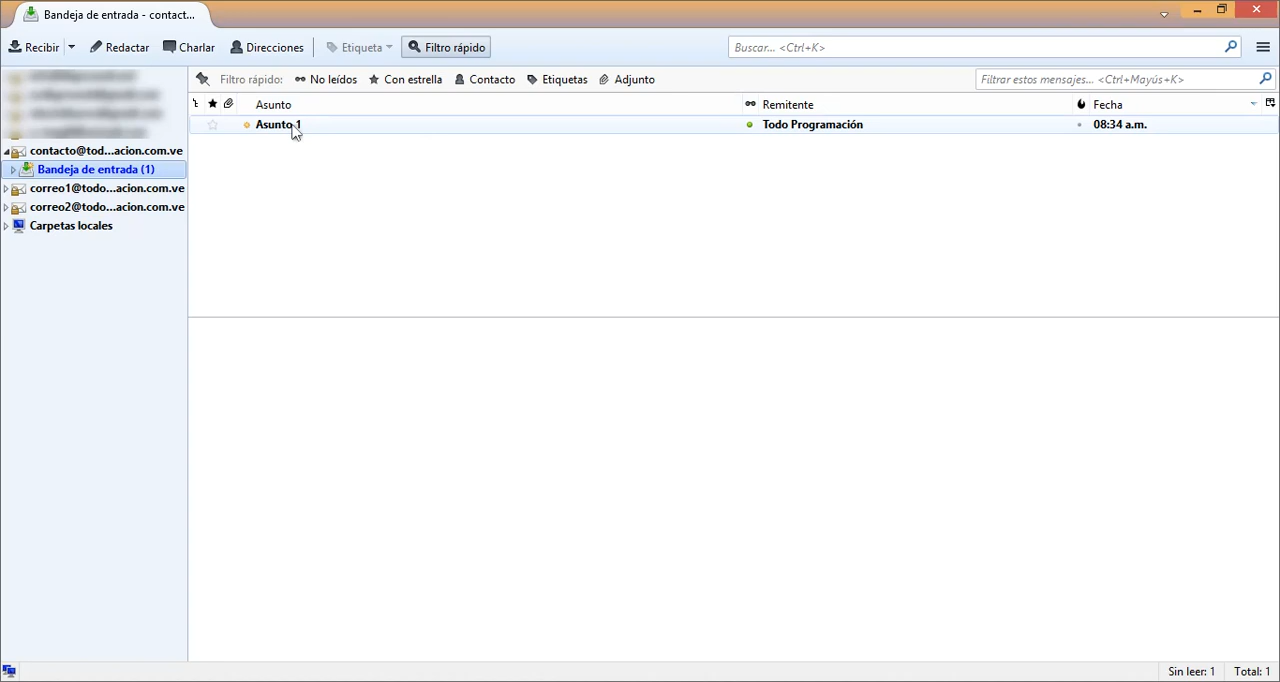 Bandeja de entrada - contact...
Recibir Redactar Charlar Direcciones Etiqueta Filtro rápido Buscar... <Ctrl+K>
Filtro rápido: No leídos Con estrella Contacto Etiquetas Adjunto Filtrar estos mensajes... <Ctrl+Mayús+K>
Asunto Remitente Fecha
Asunto 1 Todo Programación 08:34 a.m.
contacto@tod...acion.com.ve
Bandeja de entrada (1)
correo1@todo...acion.com.ve
correo2@todo...acion.com.ve
Carpetas locales
Sin leer: 1 Total: 1